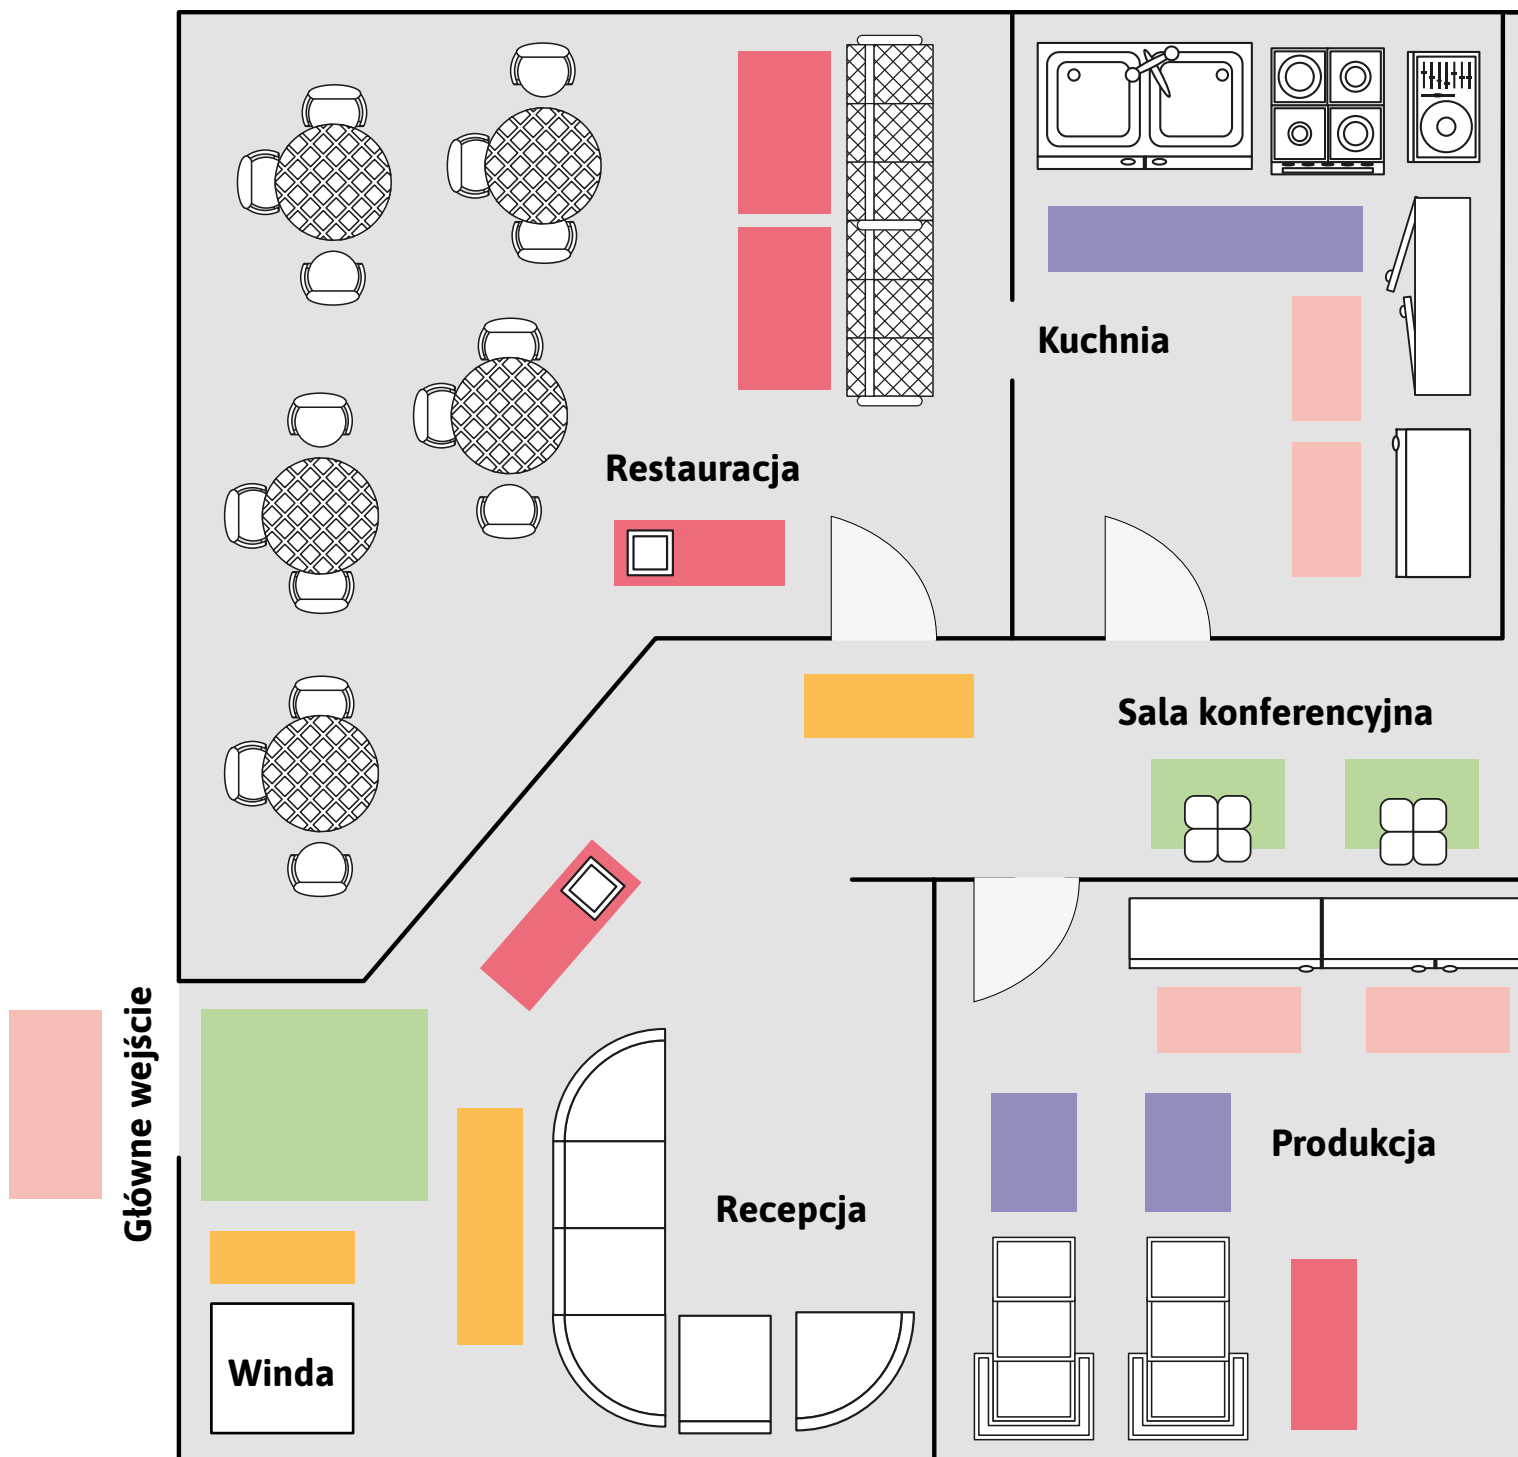 Kuchnia
Restauracja
Sala konferencyjna
Główne wejście
Produkcja
Recepcja
Winda